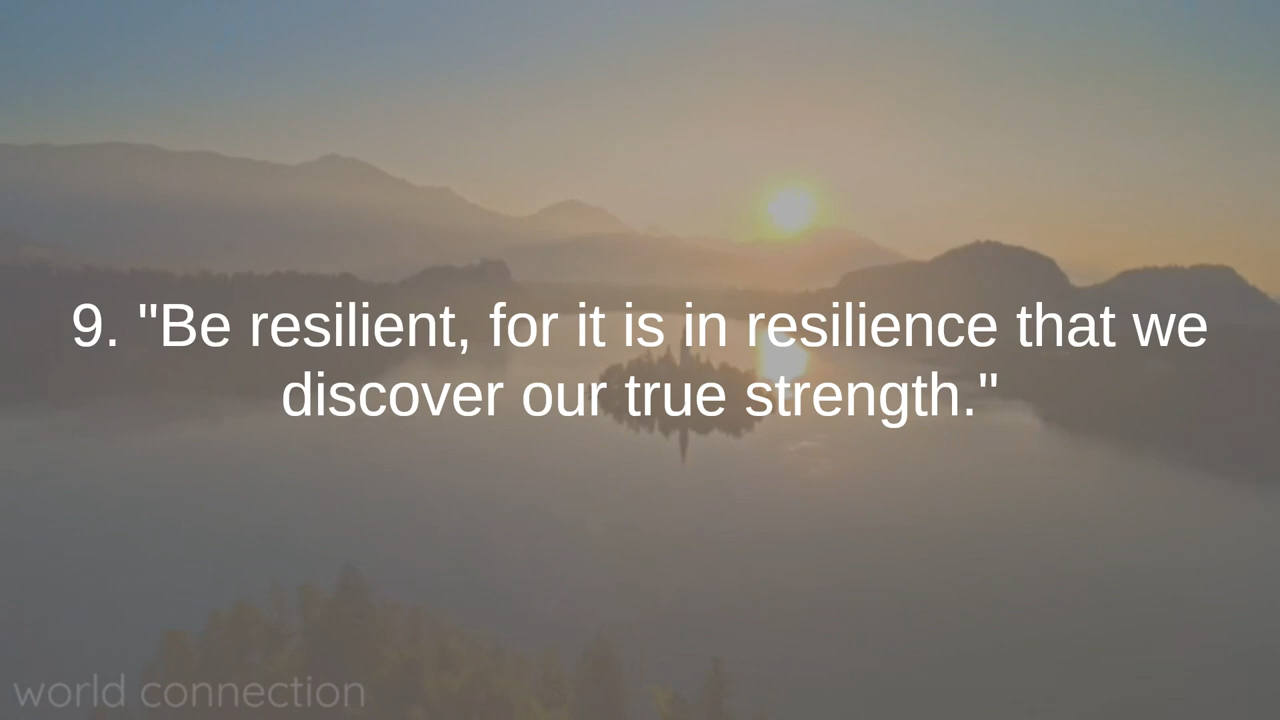 9. "Be resilient, for it is in resilience that we
discover our true strength."
world connection